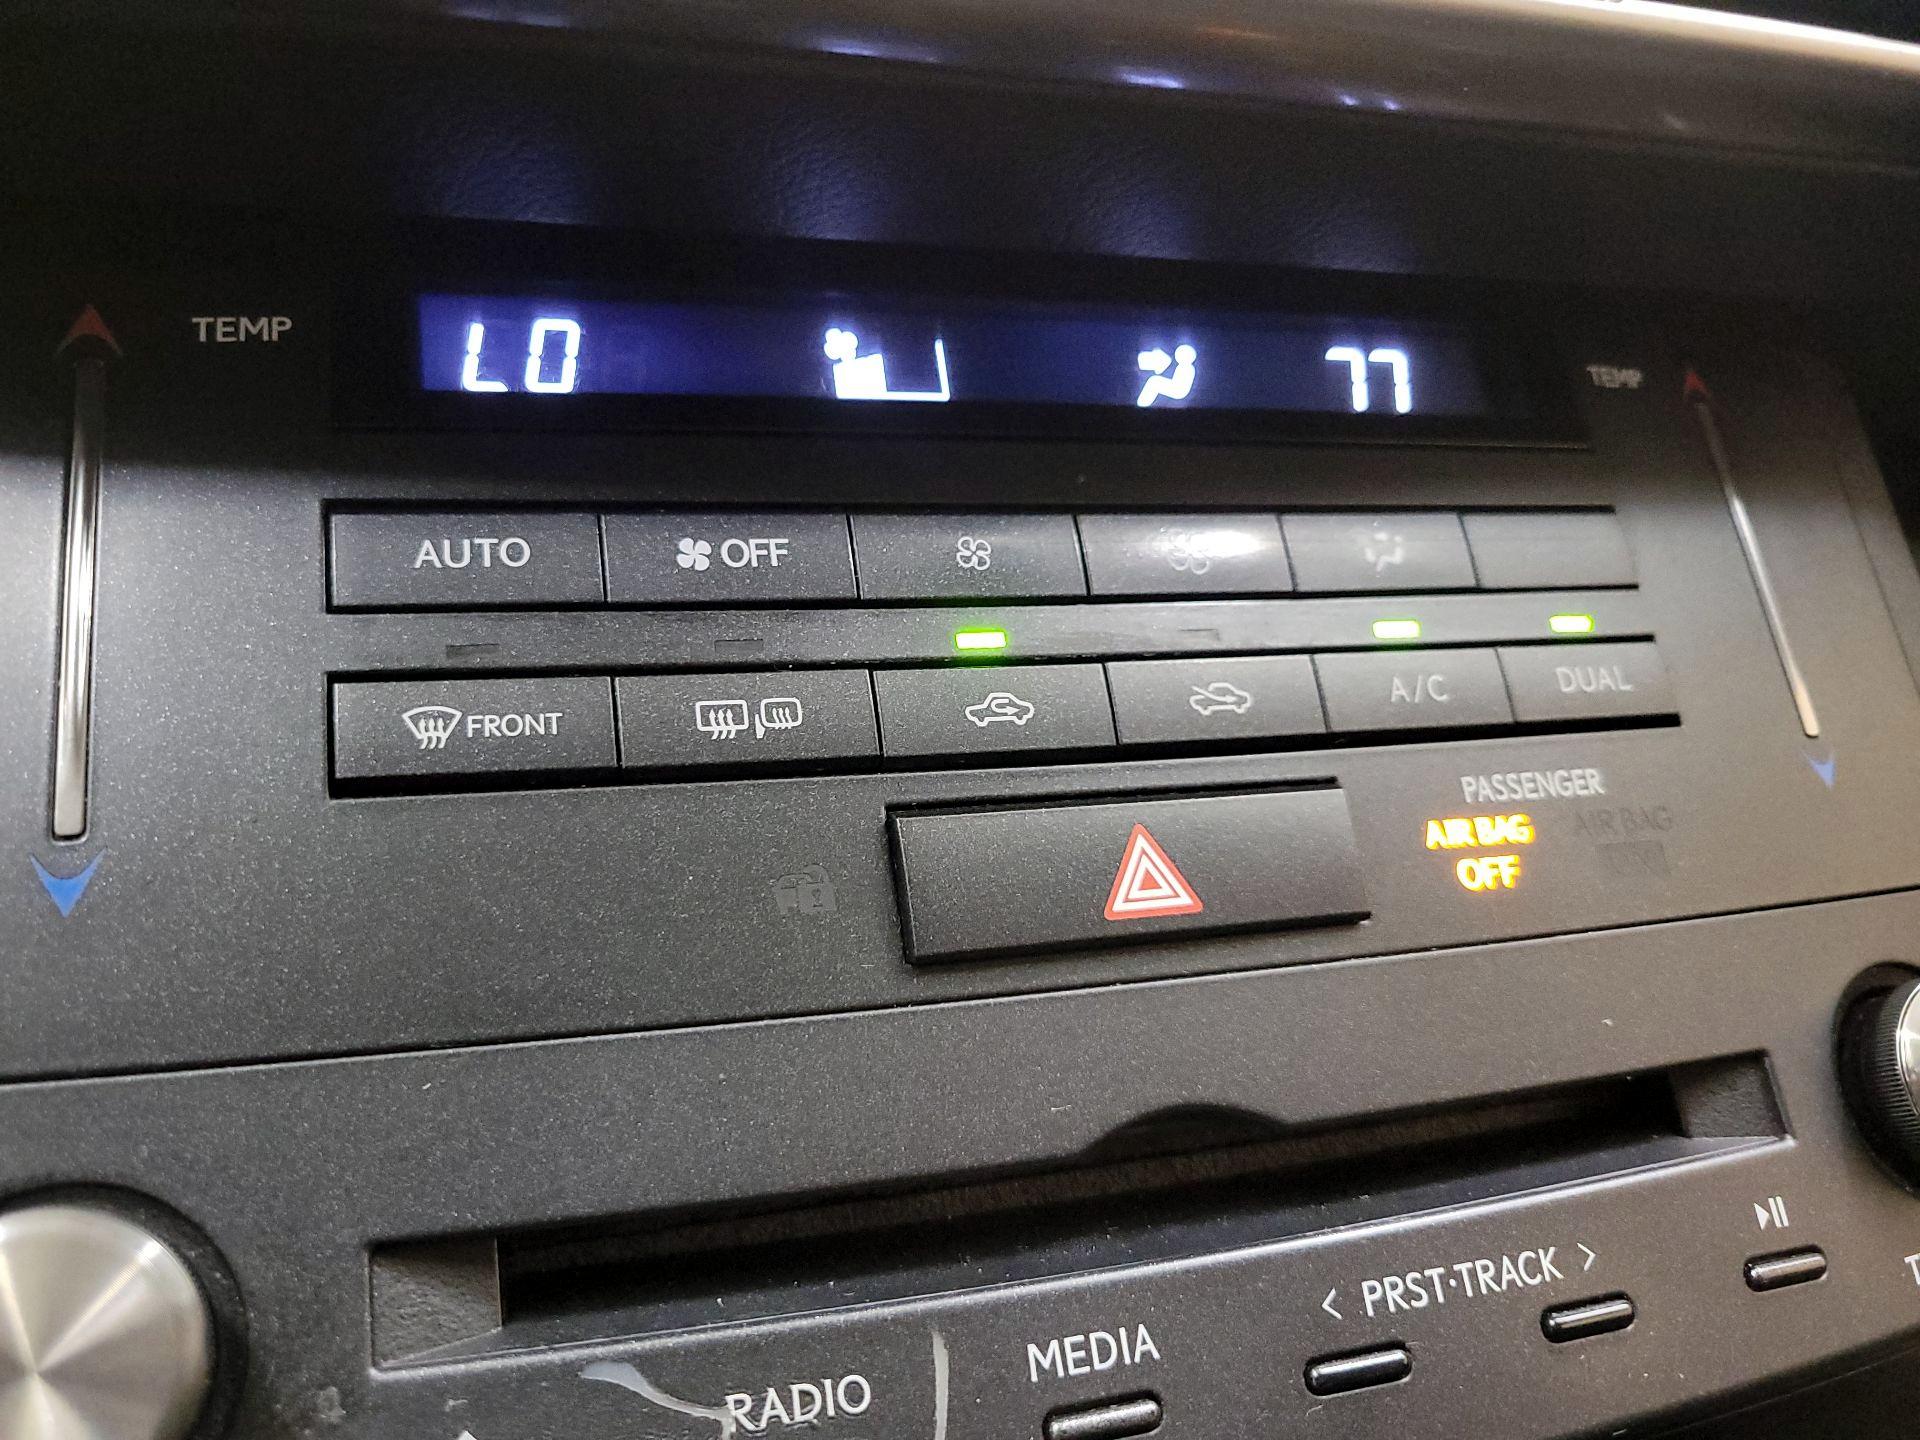 TEMP
LO
77
TEMP
AUTO
OFF
FRONT
A/C
DUAL
PASSENGER
AIR BAG
OFF
AIR BAG
< PRST·TRACK >
MEDIA
RADIO